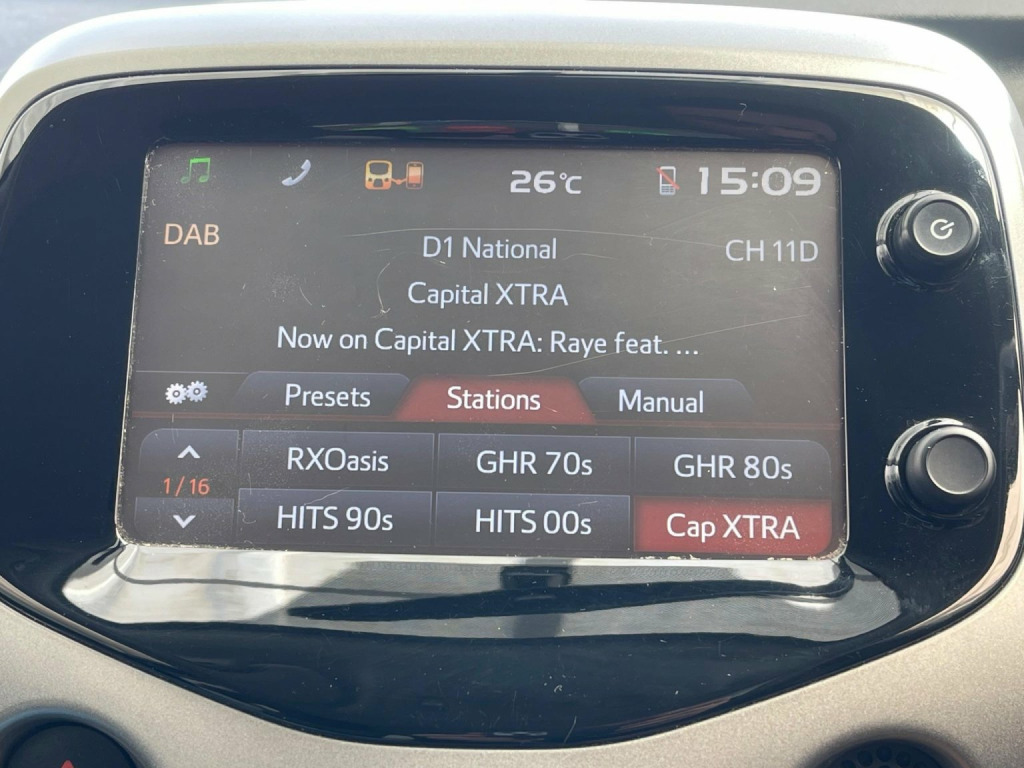 26°C 15:09
DAB D1 National CH 11D
Capital XTRA
Now on Capital XTRA: Raye feat. ...
Presets Stations Manual
RXOasis GHR 70s GHR 80s
1/16
HITS 90s HITS 00s Cap XTRA